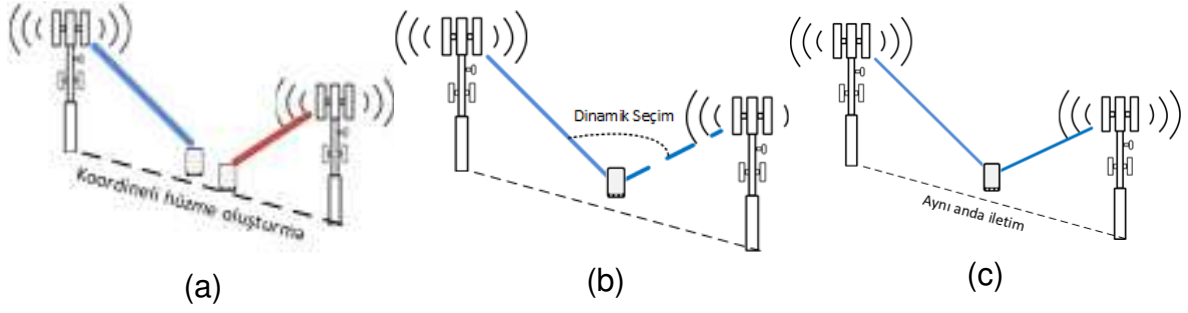 Koordineli hüzme oluşturma
Dinamik Seçim
Aynı anda iletim
(a)
(b)
(c)